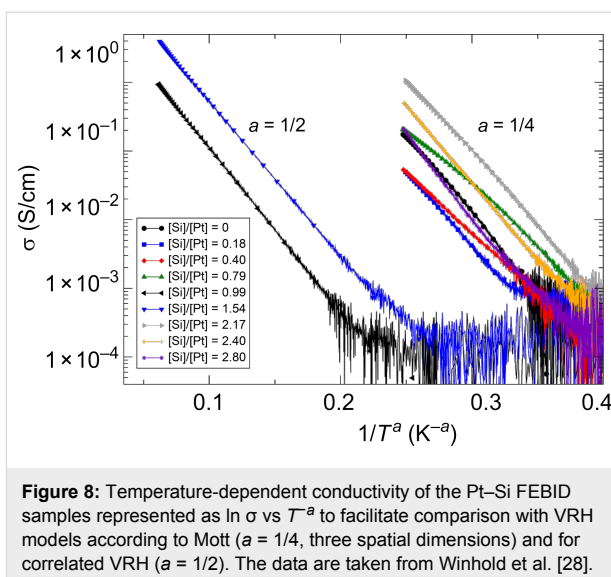 1 × 10⁰
1 × 10⁻¹
1 × 10⁻²
1 × 10⁻³
1 × 10⁻⁴
σ (S/cm)
a = 1/2
a = 1/4
[Si]/[Pt] = 0
[Si]/[Pt] = 0.18
[Si]/[Pt] = 0.40
[Si]/[Pt] = 0.79
[Si]/[Pt] = 0.99
[Si]/[Pt] = 1.54
[Si]/[Pt] = 2.17
[Si]/[Pt] = 2.40
[Si]/[Pt] = 2.80
0.1 0.2 0.3 0.4
1/Tᵃ (K⁻ᵃ)
Figure 8: Temperature-dependent conductivity of the Pt–Si FEBID
samples represented as ln σ vs T⁻ᵃ to facilitate comparison with VRH
models according to Mott (a = 1/4, three spatial dimensions) and for
correlated VRH (a = 1/2). The data are taken from Winhold et al. [28].